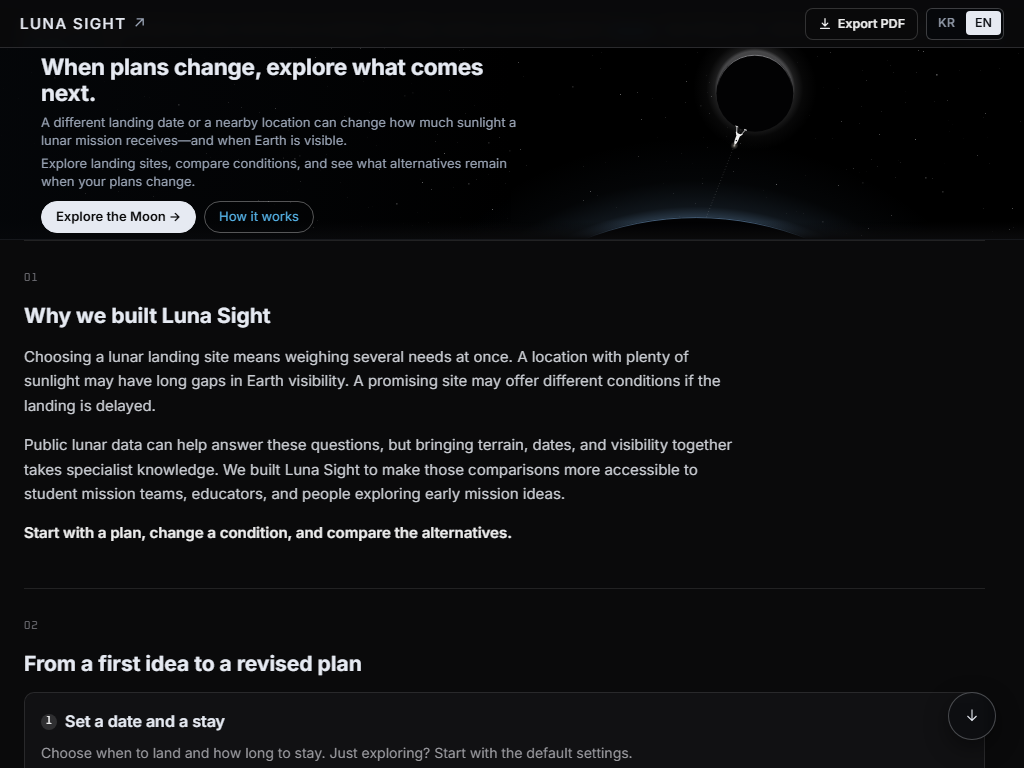 LUNA SIGHT ↗
Export PDF
KR EN
When plans change, explore what comes
next.
A different landing date or a nearby location can change how much sunlight a
lunar mission receives—and when Earth is visible.
Explore landing sites, compare conditions, and see what alternatives remain
when your plans change.
Explore the Moon → How it works
01
Why we built Luna Sight
Choosing a lunar landing site means weighing several needs at once. A location with plenty of
sunlight may have long gaps in Earth visibility. A promising site may offer different conditions if the
landing is delayed.
Public lunar data can help answer these questions, but bringing terrain, dates, and visibility together
takes specialist knowledge. We built Luna Sight to make those comparisons more accessible to
student mission teams, educators, and people exploring early mission ideas.
Start with a plan, change a condition, and compare the alternatives.
02
From a first idea to a revised plan
1 Set a date and a stay
Choose when to land and how long to stay. Just exploring? Start with the default settings.